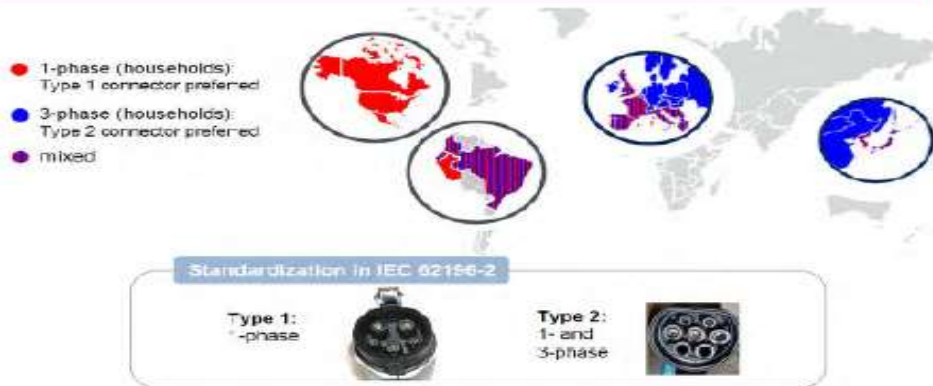 1-phase (households):
Type 1 connector preferred
3-phase (households):
Type 2 connector preferred
mixed
Standardization in IEC 62196-2
Type 1:
1-phase
Type 2:
1- and
3-phase